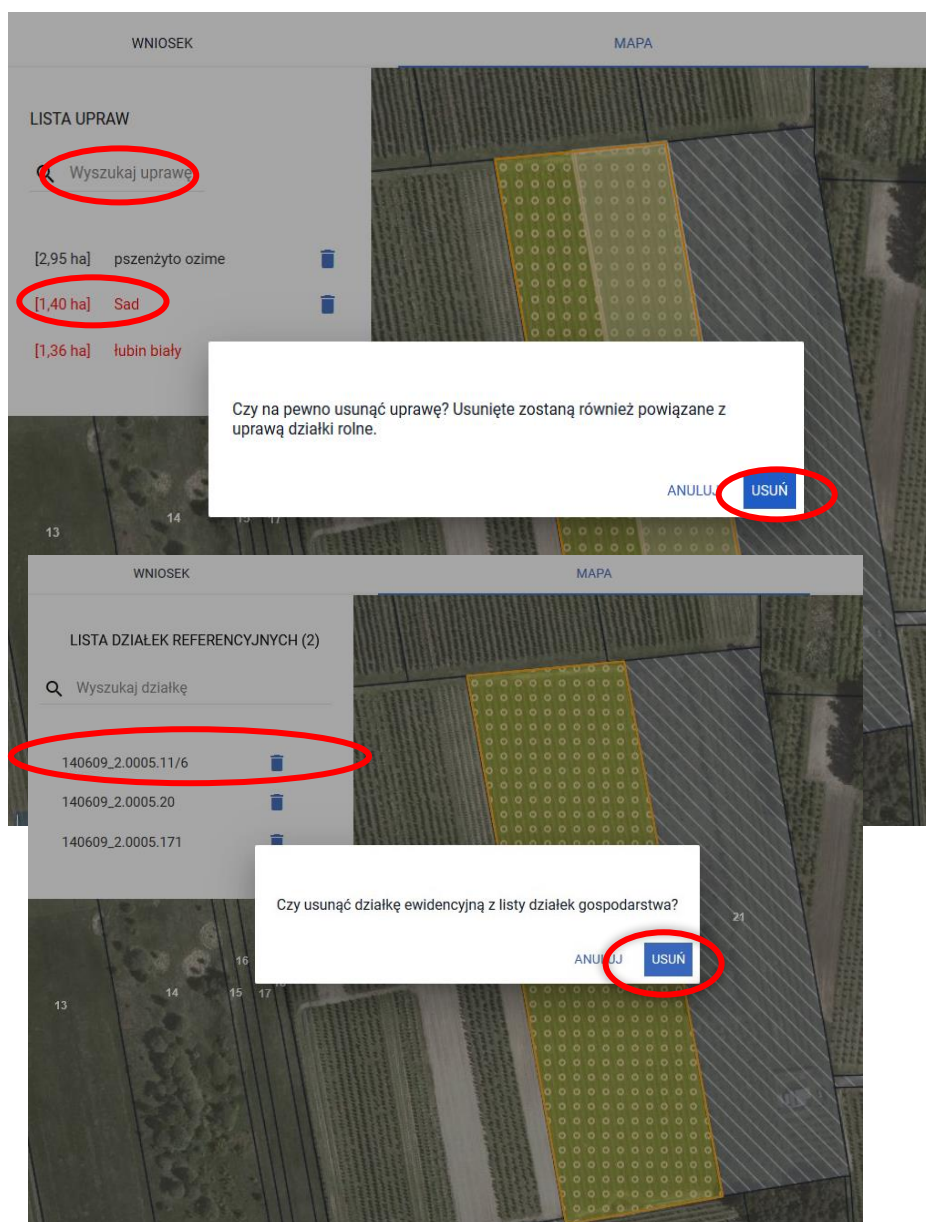 WNIOSEK MAPA
LISTA UPRAW
Wyszukaj uprawę
[2,95 ha] pszenżyto ozime
[1,40 ha] Sad
[1,36 ha] łubin biały
Czy na pewno usunąć uprawę? Usunięte zostaną również powiązane z
uprawą działki rolne.
ANULUJ USUŃ
13 14 15 17
WNIOSEK MAPA
LISTA DZIAŁEK REFERENCYJNYCH (2)
Wyszukaj działkę
140609_2.0005.11/6
140609_2.0005.20
140609_2.0005.171
Czy usunąć działkę ewidencyjną z listy działek gospodarstwa?
ANULUJ USUŃ
21
16
13 14 15 17